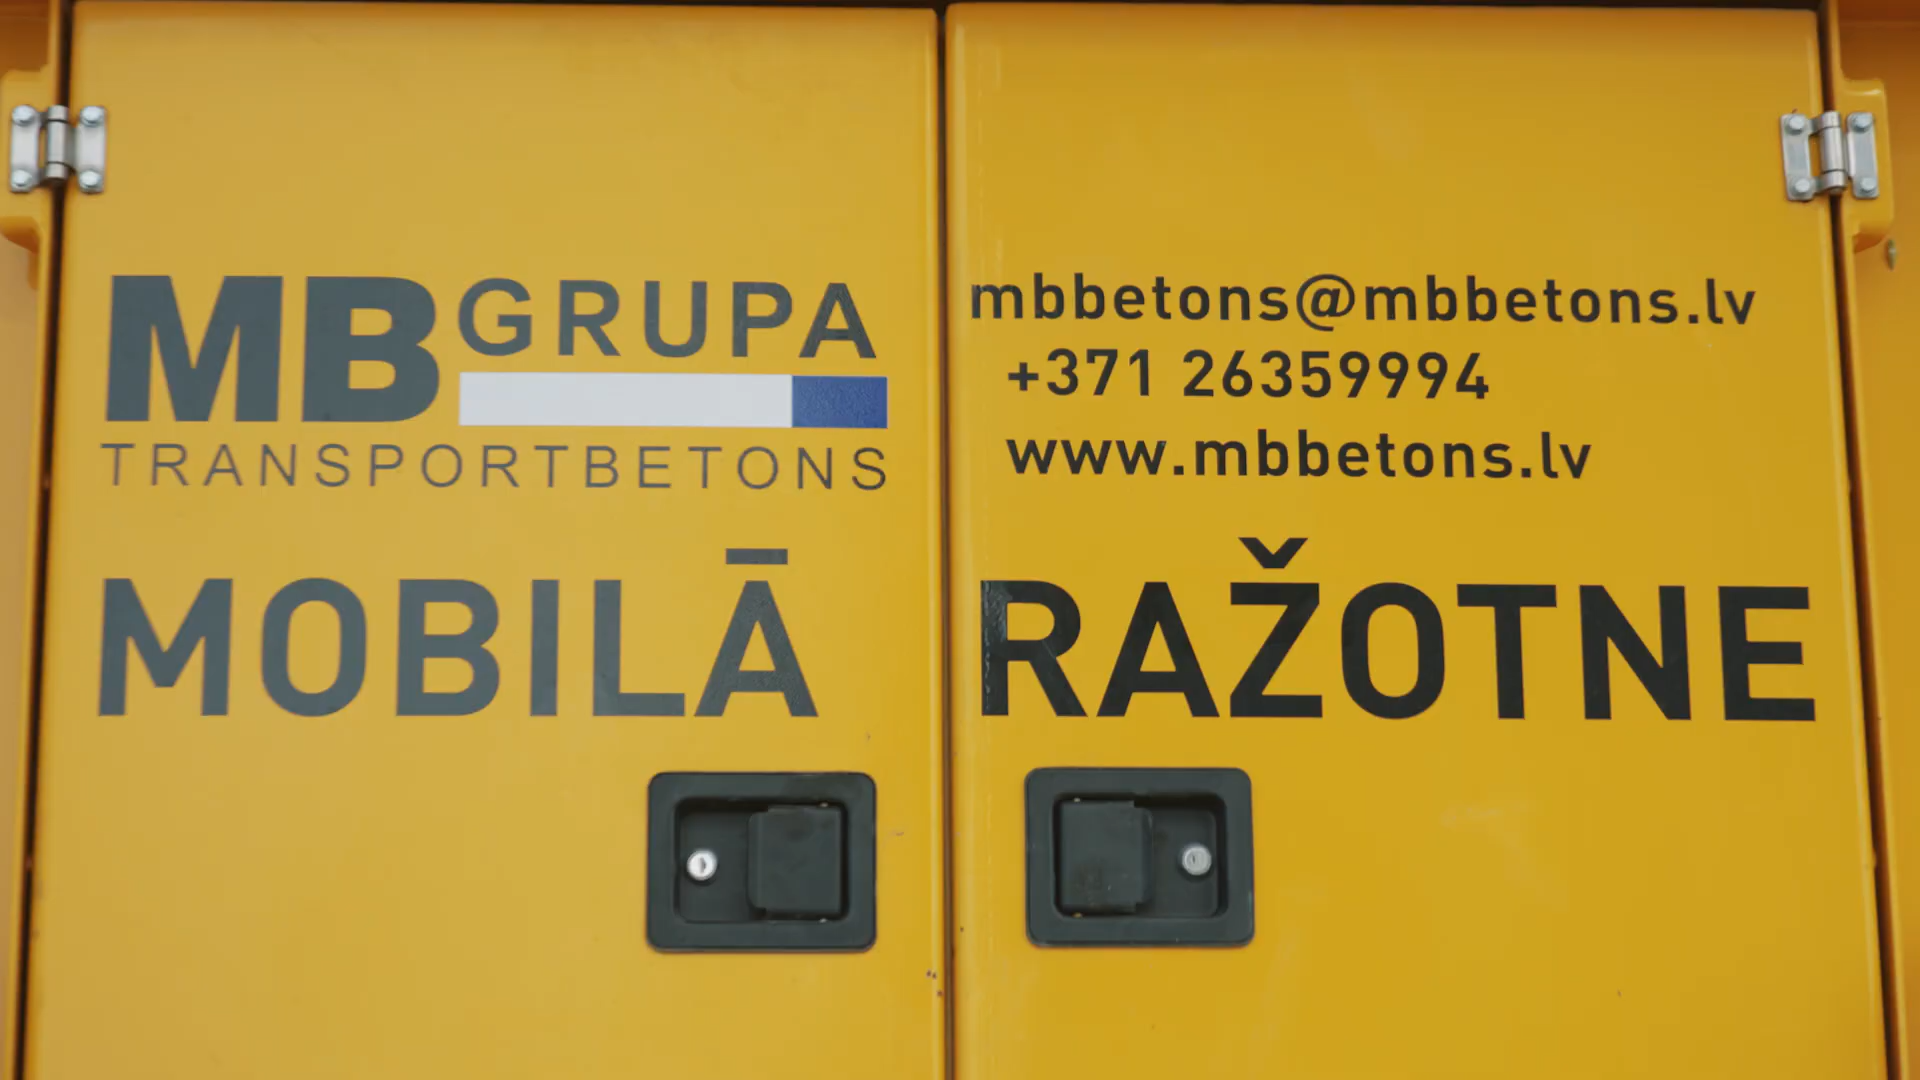 MB GRUPA
TRANSPORTBETONS
mbbetons@mbbetons.lv
+371 26359994
www.mbbetons.lv
MOBILĀ RAŽOTNE